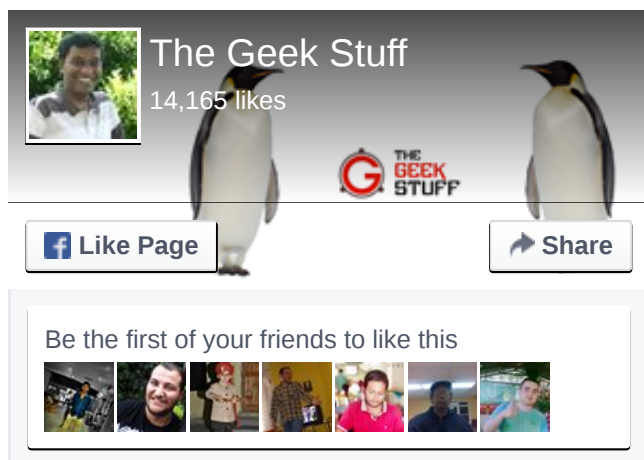 The Geek Stuff
14,165 likes
THE
GEEK
STUFF
Like Page
Share
Be the first of your friends to like this